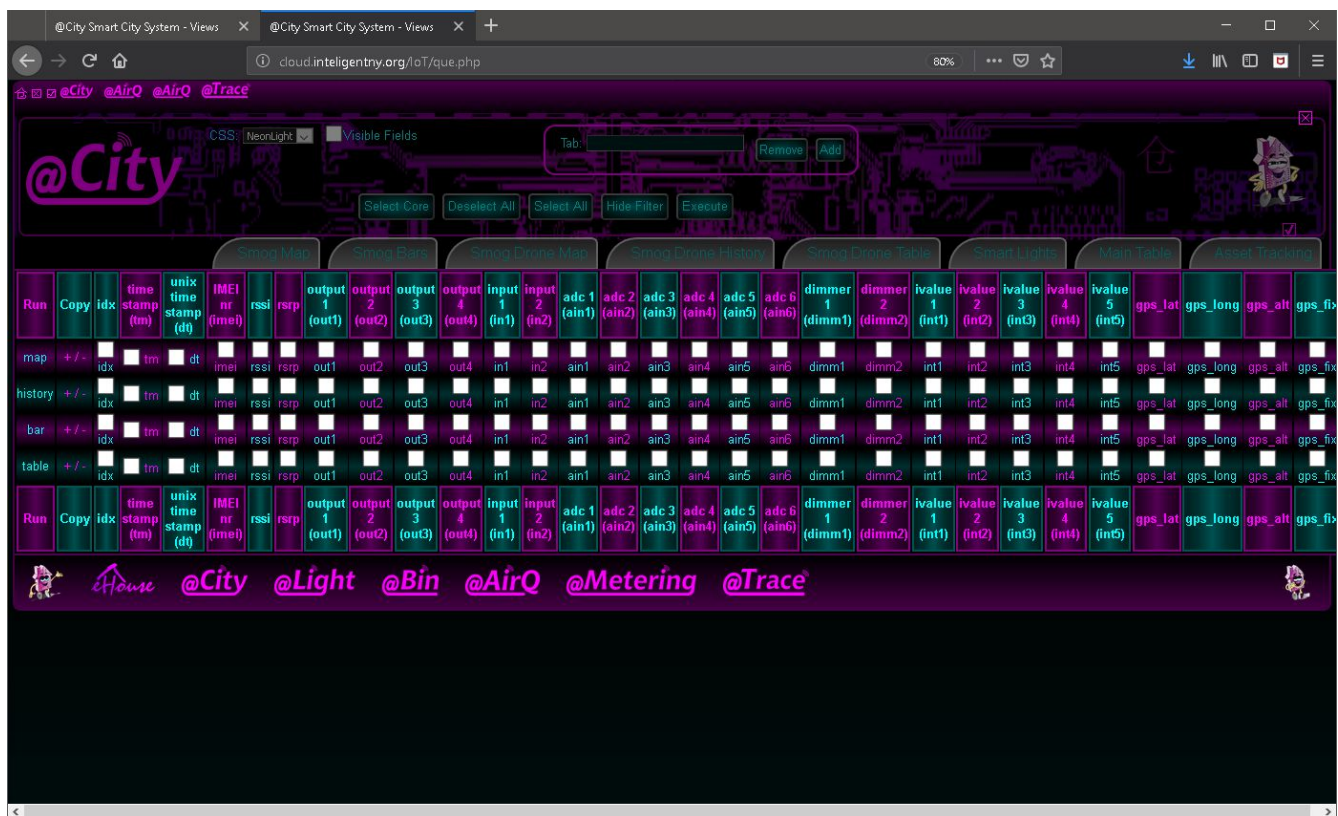 @City Smart City System - Views
@City Smart City System - Views
cloud.inteligentny.org/IoT/que.php
80%
@City @AirQ @AirQ @Trace
@City
CSS: NeonLight Visible Fields
Tab: Remove Add
Select Core Deselect All Select All Hide Filter Execute
Smog Map Smog Bars Smog Drone Map Smog Drone History Smog Drone Table Smart Lights Main Table Asset Tracking
Run Copy idx time stamp (tm) unix time stamp (dt) IMEI nr (imei) rssi rsrp output 1 (out1) output 2 (out2) output 3 (out3) output 4 (out4) input 1 (in1) input 2 (in2) adc 1 (ain1) adc 2 (ain2) adc 3 (ain3) adc 4 (ain4) adc 5 (ain5) adc 6 (ain6) dimmer 1 (dimm1) dimmer 2 (dimm2) ivalue 1 (int1) ivalue 2 (int2) ivalue 3 (int3) ivalue 4 (int4) ivalue 5 (int5) gps_lat gps_long gps_alt gps_fix
map +/- idx tm dt imei rssi rsrp out1 out2 out3 out4 in1 in2 ain1 ain2 ain3 ain4 ain5 ain6 dimm1 dimm2 int1 int2 int3 int4 int5 gps_lat gps_long gps_alt gps_fix
history +/- idx tm dt imei rssi rsrp out1 out2 out3 out4 in1 in2 ain1 ain2 ain3 ain4 ain5 ain6 dimm1 dimm2 int1 int2 int3 int4 int5 gps_lat gps_long gps_alt gps_fix
bar +/- idx tm dt imei rssi rsrp out1 out2 out3 out4 in1 in2 ain1 ain2 ain3 ain4 ain5 ain6 dimm1 dimm2 int1 int2 int3 int4 int5 gps_lat gps_long gps_alt gps_fix
table +/- idx tm dt imei rssi rsrp out1 out2 out3 out4 in1 in2 ain1 ain2 ain3 ain4 ain5 ain6 dimm1 dimm2 int1 int2 int3 int4 int5 gps_lat gps_long gps_alt gps_fix
Run Copy idx time stamp (tm) unix time stamp (dt) IMEI nr (imei) rssi rsrp output 1 (out1) output 2 (out2) output 3 (out3) output 4 (out4) input 1 (in1) input 2 (in2) adc 1 (ain1) adc 2 (ain2) adc 3 (ain3) adc 4 (ain4) adc 5 (ain5) adc 6 (ain6) dimmer 1 (dimm1) dimmer 2 (dimm2) ivalue 1 (int1) ivalue 2 (int2) ivalue 3 (int3) ivalue 4 (int4) ivalue 5 (int5) gps_lat gps_long gps_alt gps_fix
eHouse @City @Light @Bin @AirQ @Metering @Trace